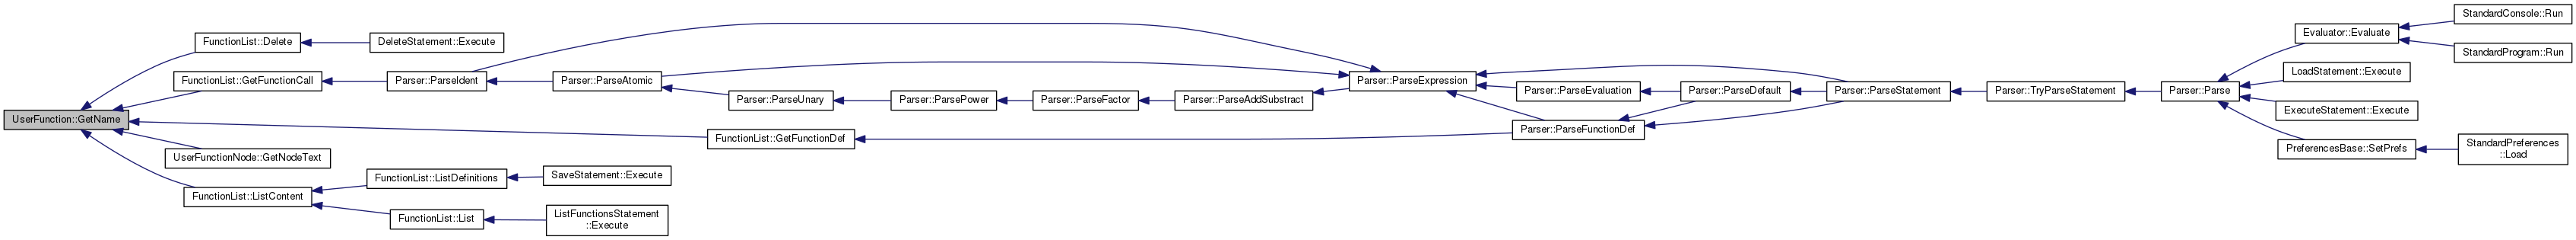 UserFunction::GetName
FunctionList::Delete
DeleteStatement::Execute
FunctionList::GetFunctionCall
Parser::ParseIdent
Parser::ParseAtomic
Parser::ParseUnary
Parser::ParsePower
Parser::ParseFactor
Parser::ParseAddSubstract
Parser::ParseExpression
Parser::ParseEvaluation
Parser::ParseDefault
Parser::ParseStatement
Parser::TryParseStatement
Parser::Parse
Evaluator::Evaluate
StandardConsole::Run
StandardProgram::Run
LoadStatement::Execute
ExecuteStatement::Execute
PreferencesBase::SetPrefs
StandardPreferences
::Load
FunctionList::GetFunctionDef
Parser::ParseFunctionDef
UserFunctionNode::GetNodeText
FunctionList::ListContent
FunctionList::ListDefinitions
SaveStatement::Execute
FunctionList::List
ListFunctionsStatement
::Execute